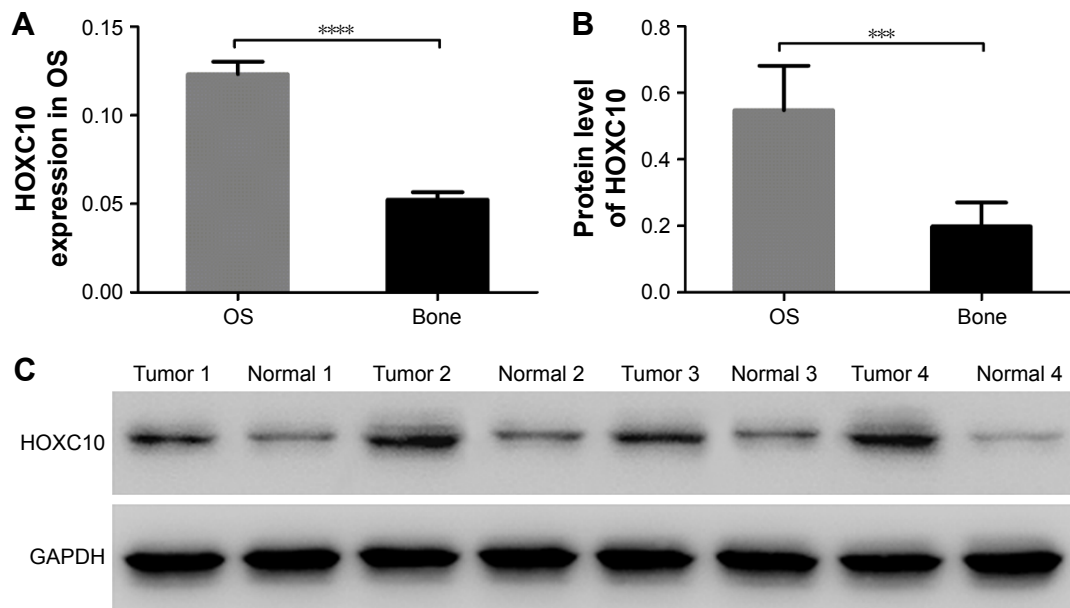 A
HOXC10
expression in OS
0.15
0.10
0.05
0.00
****
OS
Bone
B
Protein level
of HOXC10
0.8
0.6
0.4
0.2
0.0
***
OS
Bone
C
Tumor 1 Normal 1 Tumor 2 Normal 2 Tumor 3 Normal 3 Tumor 4 Normal 4
HOXC10
GAPDH